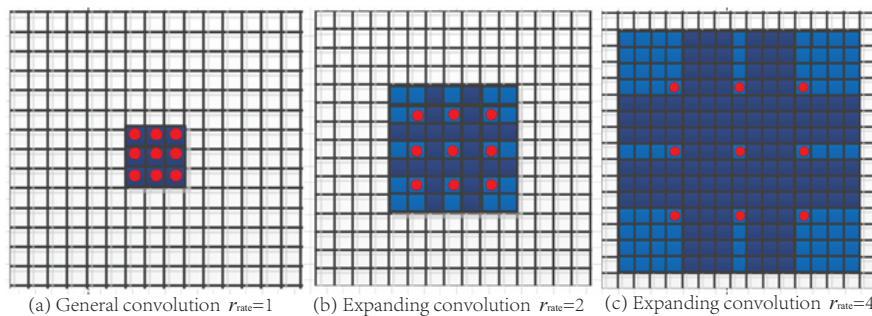 (a) General convolution rrate=1
(b) Expanding convolution rrate=2
(c) Expanding convolution rrate=4